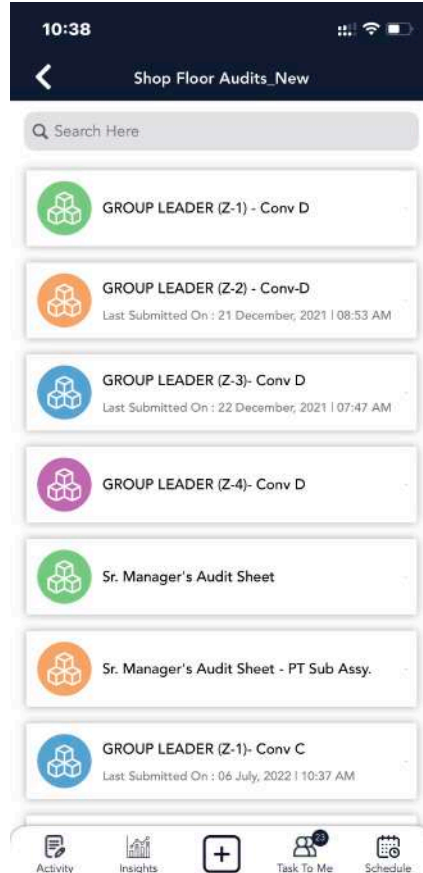 10:38
Shop Floor Audits_New
Search Here
GROUP LEADER (Z-1) - Conv D
GROUP LEADER (Z-2) - Conv-D
Last Submitted On : 21 December, 2021 | 08:53 AM
GROUP LEADER (Z-3)- Conv D
Last Submitted On : 22 December, 2021 | 07:47 AM
GROUP LEADER (Z-4)- Conv D
Sr. Manager's Audit Sheet
Sr. Manager's Audit Sheet - PT Sub Assy.
GROUP LEADER (Z-1)- Conv C
Last Submitted On : 06 July, 2022 | 10:37 AM
23
Activity Insights Task To Me Schedule